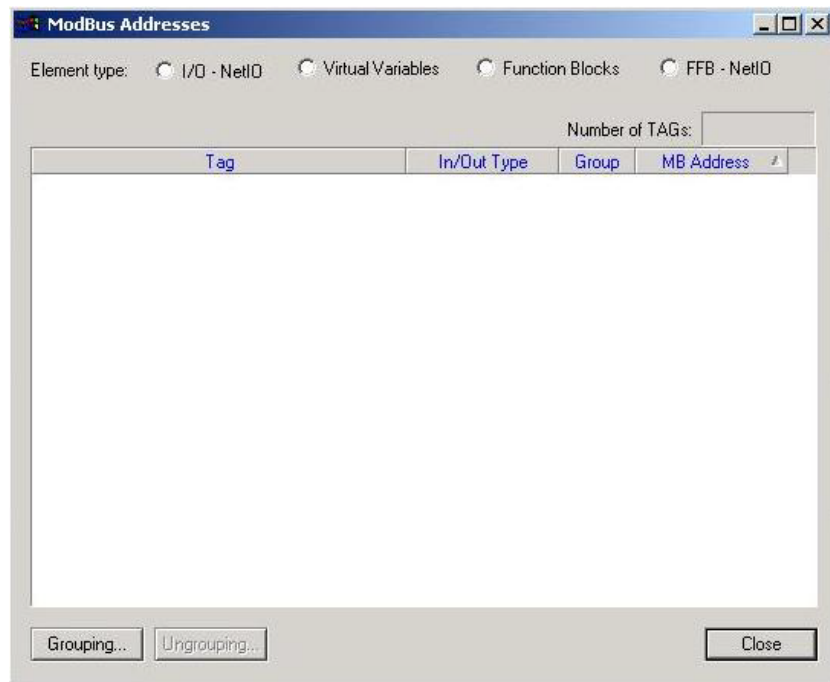 ModBus Addresses
Element type: I/O - NetIO Virtual Variables Function Blocks FFB - NetIO
Number of TAGs:
Tag In/Out Type Group MB Address
Grouping... Ungrouping... Close